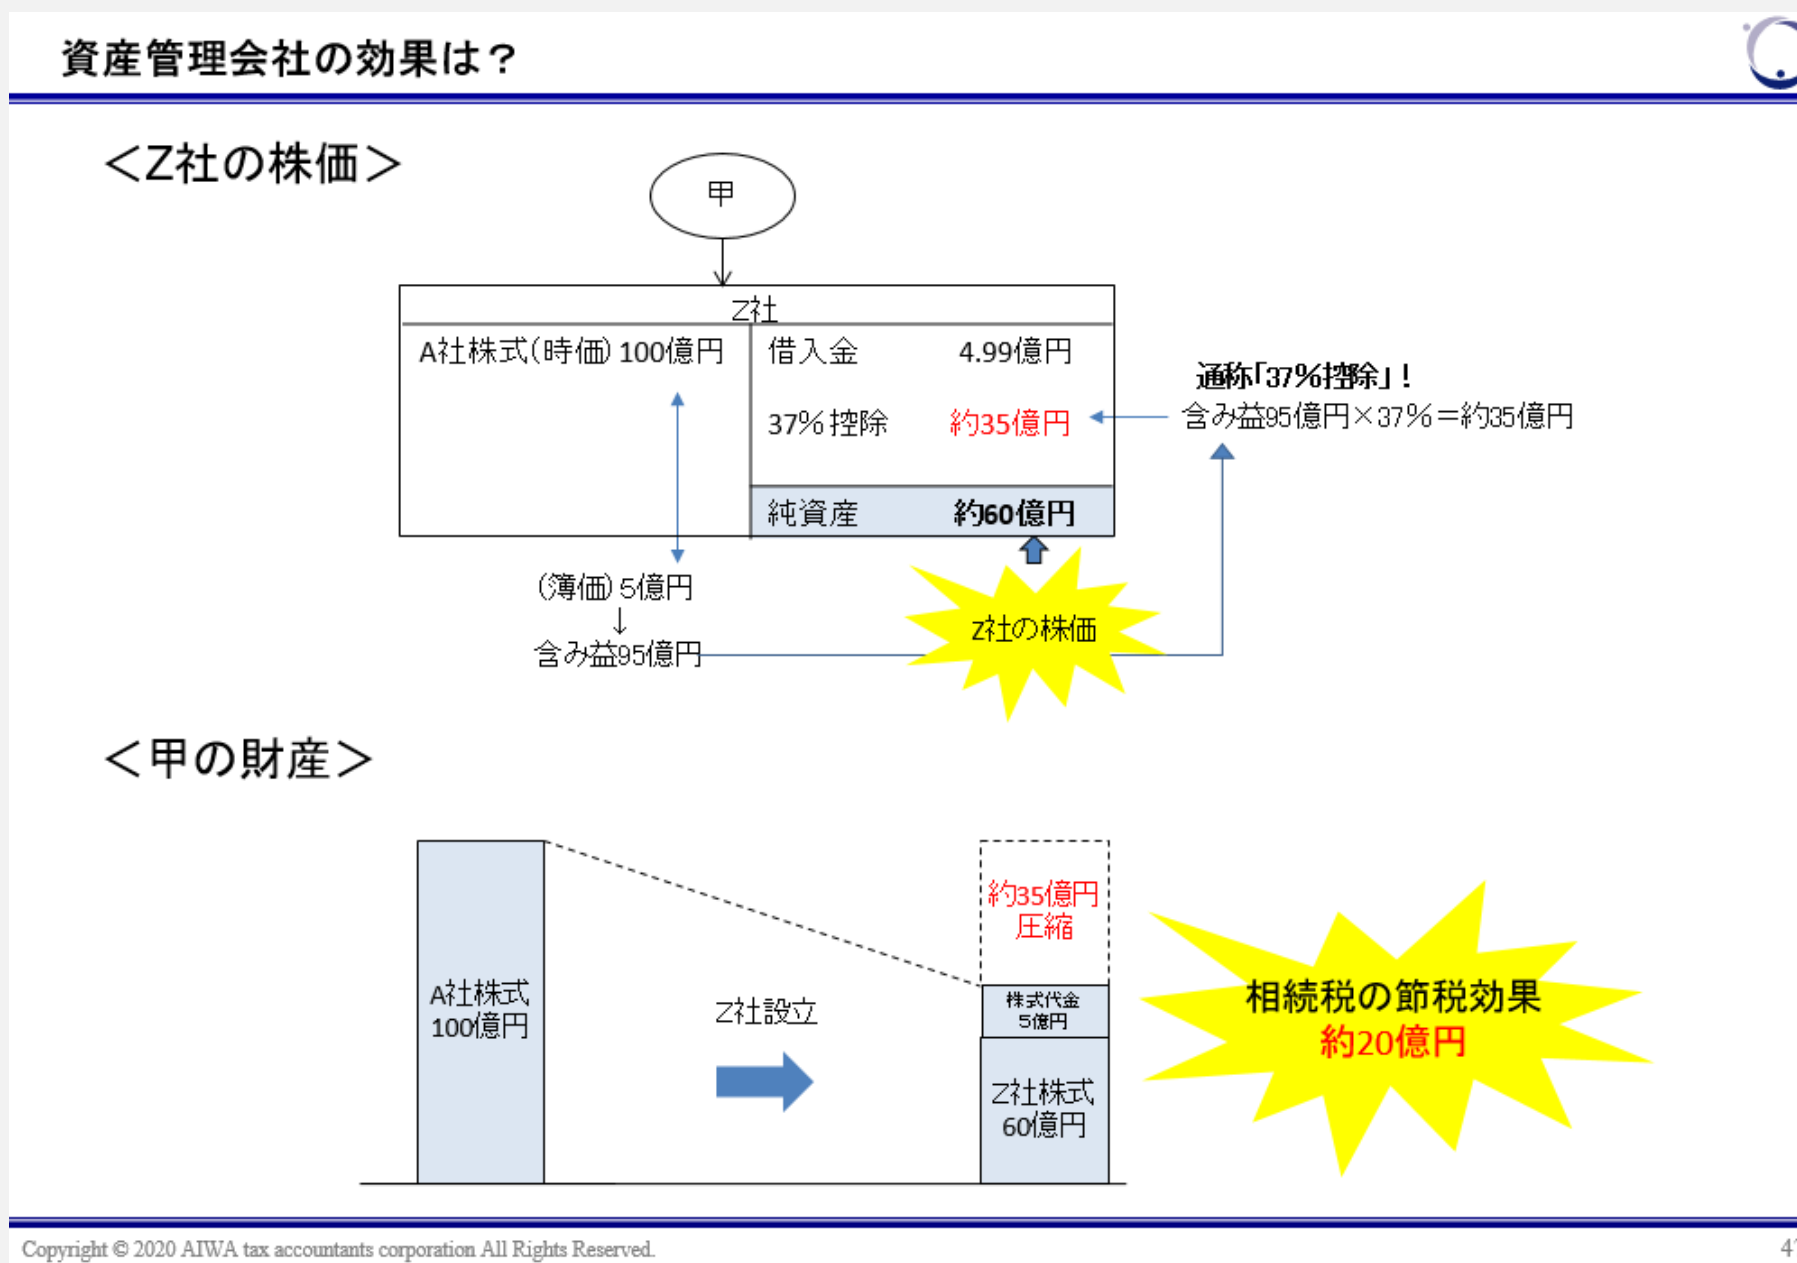 資産管理会社の効果は？
＜Z社の株価＞
甲
Z社
A社株式(時価) 100億円
借入金 4.99億円
37％控除 約35億円
純資産 約60億円
通称「37％控除」！
含み益95億円×37％＝約35億円
(簿価) 5億円
↓
含み益95億円
Z社の株価
＜甲の財産＞
A社株式
100億円
Z社設立
約35億円
圧縮
株式代金
5億円
Z社株式
60億円
相続税の節税効果
約20億円
Copyright © 2020 AIWA tax accountants corporation All Rights Reserved.